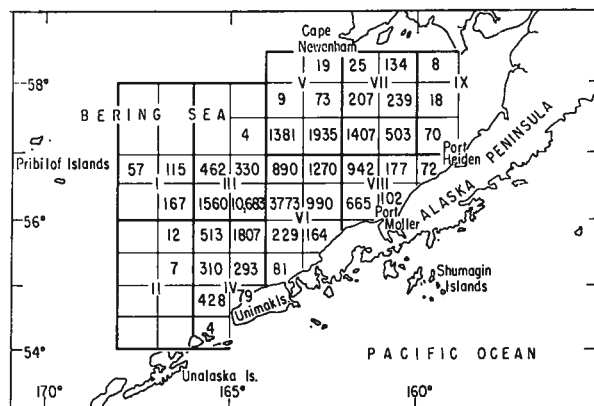 Cape
Newenham
19 25 134 8
58°
V VII IX
9 73 207 239 18
BERING SEA
4 1381 1935 1407 503 70
Port
Heiden
Pribilof Islands
57 115 462 330 890 1270 942 177 72
I III VIII
ALASKA PENINSULA
167 1560 10,683 3773 990 665 1102
56°
VI
Port
Moller
12 513 1807 229 164
7 310 293 81
Shumagin
Islands
II IV
428 79
Unimak Is.
4
54°
PACIFIC OCEAN
Unalaska Is.
170° 165° 160°